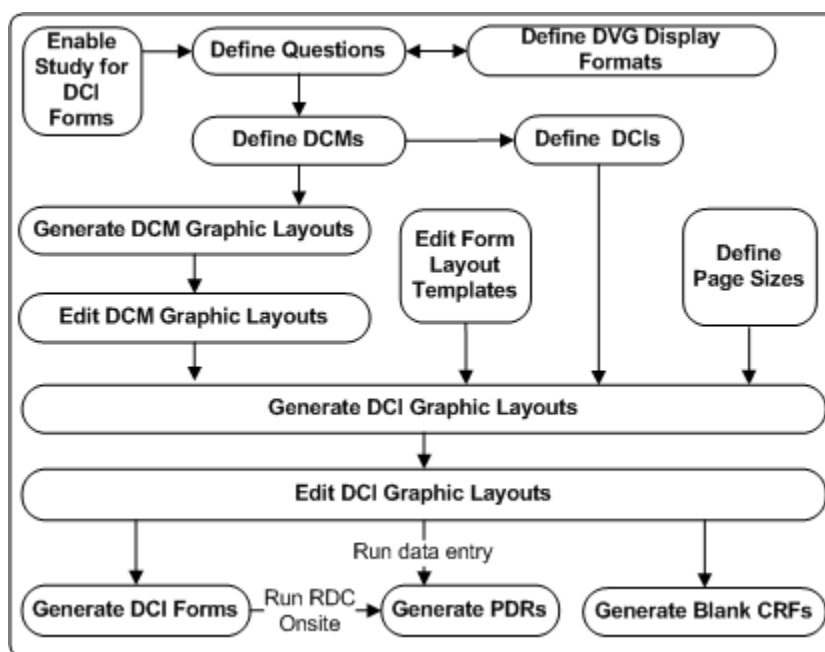 Enable
Study for
DCI
Forms
Define Questions
Define DVG Display
Formats
Define DCMs
Define DCIs
Generate DCM Graphic Layouts
Edit Form
Layout
Templates
Define
Page Sizes
Edit DCM Graphic Layouts
Generate DCI Graphic Layouts
Edit DCI Graphic Layouts
Run data entry
Generate DCI Forms
Run RDC
Onsite
Generate PDRs
Generate Blank CRFs